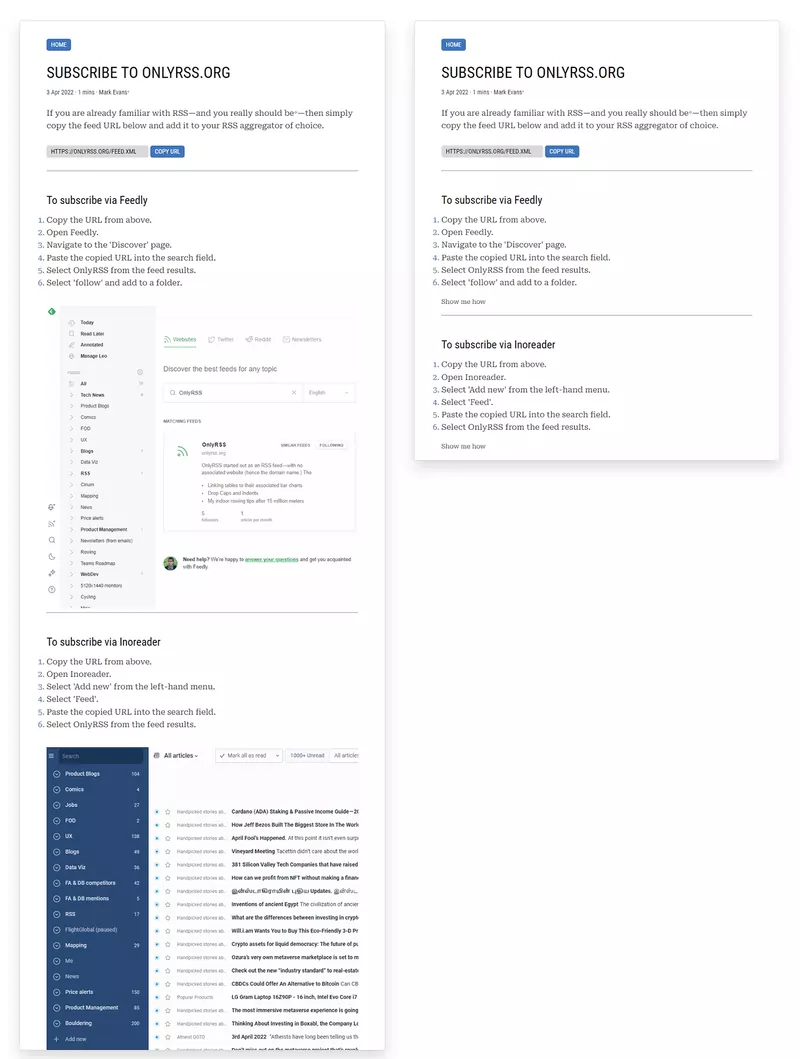 HOME
SUBSCRIBE TO ONLYRSS.ORG
3 Apr 2022 · 1 mins · Mark Evans
If you are already familiar with RSS—and you really should be—then simply
copy the feed URL below and add it to your RSS aggregator of choice.
HTTPS://ONLYRSS.ORG/FEED.XML COPY URL
To subscribe via Feedly
1. Copy the URL from above.
2. Open Feedly.
3. Navigate to the 'Discover' page.
4. Paste the copied URL into the search field.
5. Select OnlyRSS from the feed results.
6. Select 'follow' and add to a folder.
Today
Read Later
Annotated
Manage Leo
FEEDS
All
Tech News
Product Blogs
Comics
FOD
UX
Blogs
Data Viz
RSS
Cirium
Mapping
News
Price alerts
Product Management
Newsletters (from emails)
Roving
Teams Roadmap
WebDev
5120x1440 mentors
Cycling
Websites Twitter Reddit Newsletters
Discover the best feeds for any topic
OnlyRSS English
MATCHING FEEDS
OnlyRSS SIMILAR FEEDS FOLLOWING
onlyrss.org
OnlyRSS started out as an RSS feed—with no
associated website (hence the domain name.) The
• Linking tables to their associated bar charts
• Drop Caps and Indents
• My indoor roving tips after 15 million meters
5 1
followers article per month
Need help? We're happy to answer your questions and get you acquainted
with Feedly.
To subscribe via Inoreader
1. Copy the URL from above.
2. Open Inoreader.
3. Select 'Add new' from the left-hand menu.
4. Select 'Feed'.
5. Paste the copied URL into the search field.
6. Select OnlyRSS from the feed results.
Search
Product Blogs 104
Comics 4
Jobs 27
FOD 2
UX 138
Blogs 49
Data Viz 36
FA & DB competitors 42
FA & DB mentions 5
RSS 17
FlightGlobal (paused)
Mapping 29
Me
News
Price alerts 150
Product Management 85
Bouldering 200
+ Add new
All articles Mark all as read 1000+ Unread All articles
Handpicked stories ab.. Cardano (ADA) Staking & Passive Income Guide—20
Handpicked stories ab.. How Jeff Bezos Built The Biggest Store In The Worl
Handpicked stories ab.. April Fool's Happened. At this point it isn't even surp
Handpicked stories ab.. Vineyard Meeting Tacettin didn't care about the wor
Handpicked stories ab.. 381 Silicon Valley Tech Companies that have raised
Handpicked stories ab.. How can we profit from NFT without making a finan
Handpicked stories ab.. இன்ஸ்டாகிராமின் புதிய Updates.
Handpicked stories ab.. Inventions of ancient Egypt The civilization of ancien
Handpicked stories ab.. What are the differences between investing in crypt
Handpicked stories ab.. Will.i.am Wants You to Buy This Eco-Friendly 3-D Pr
Handpicked stories ab.. Crypto assets for liquid democracy: The future of pu
Handpicked stories ab.. Ozura's very own metaverse marketplace is set to m
Handpicked stories ab.. Check out the new "industry standard" to real-estate
Handpicked stories ab.. CBDCs Could Offer An Alternative to Bitcoin Can CB
Popular Products LG Gram Laptop 16Z90P - 16 inch, Intel Evo Core i7
Handpicked stories ab.. The most immersive metaverse experience is going
Handpicked stories ab.. Thinking About Investing in Boxabl, the Company Lo
Atheist OOTD 3rd April 2022 "Atheists have long been telling us th
HOME
SUBSCRIBE TO ONLYRSS.ORG
3 Apr 2022 · 1 mins · Mark Evans
If you are already familiar with RSS—and you really should be—then simply
copy the feed URL below and add it to your RSS aggregator of choice.
HTTPS://ONLYRSS.ORG/FEED.XML COPY URL
To subscribe via Feedly
1. Copy the URL from above.
2. Open Feedly.
3. Navigate to the 'Discover' page.
4. Paste the copied URL into the search field.
5. Select OnlyRSS from the feed results.
6. Select 'follow' and add to a folder.
Show me how
To subscribe via Inoreader
1. Copy the URL from above.
2. Open Inoreader.
3. Select 'Add new' from the left-hand menu.
4. Select 'Feed'.
5. Paste the copied URL into the search field.
6. Select OnlyRSS from the feed results.
Show me how